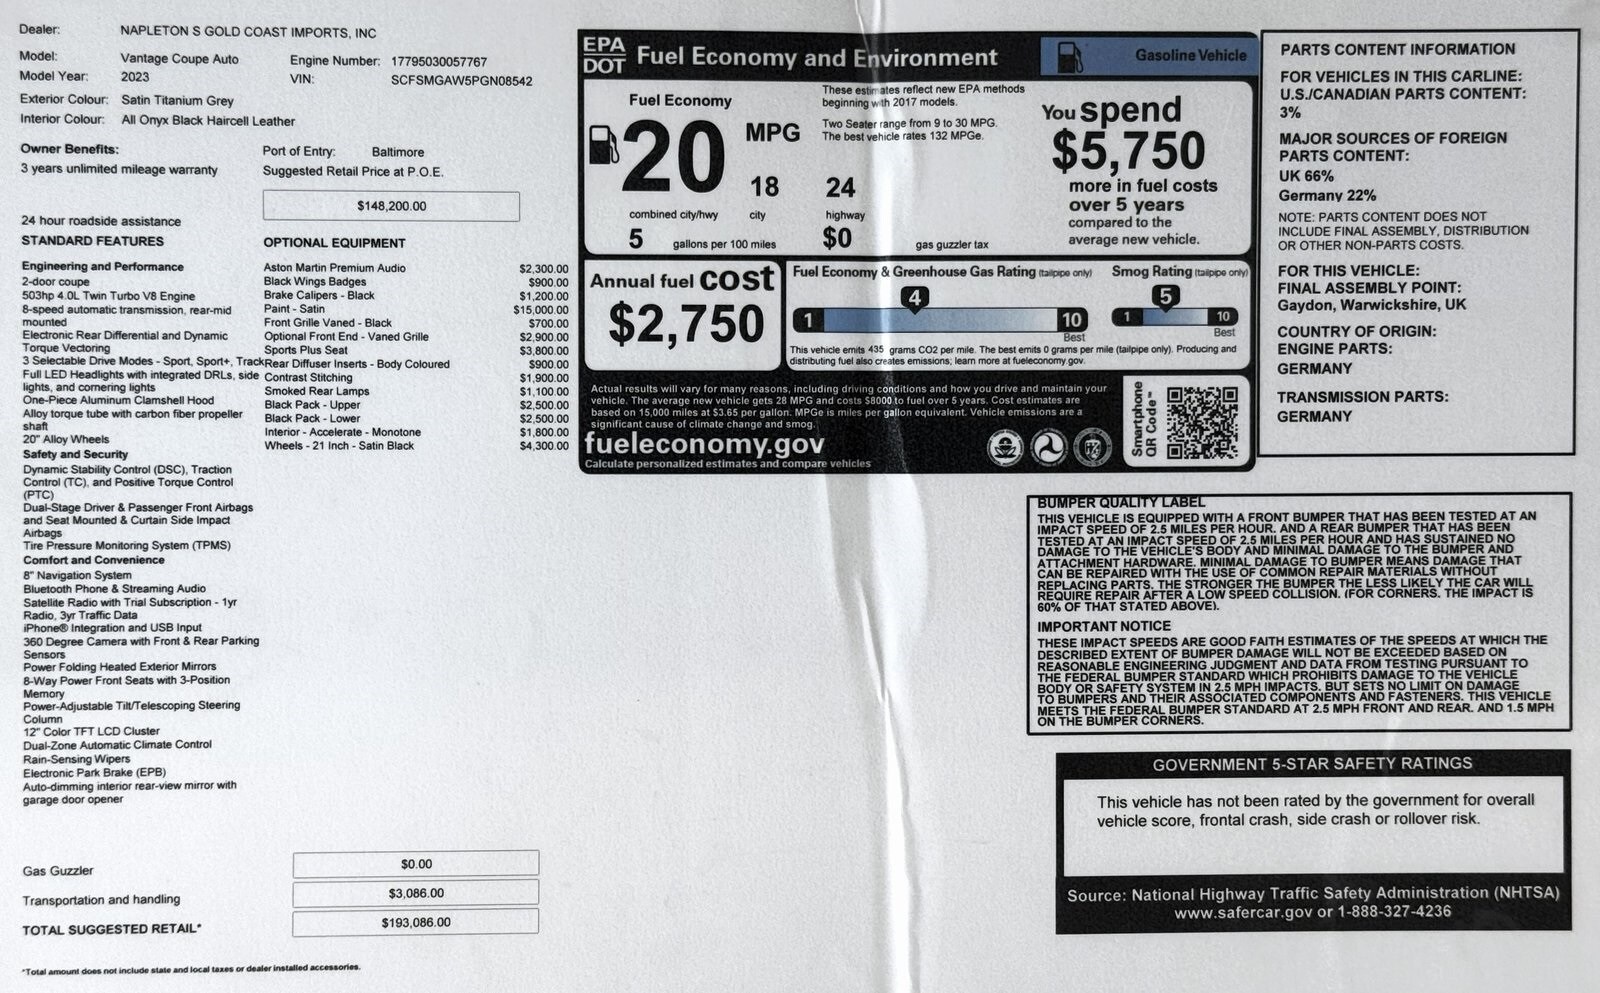 Dealer: NAPLETON S GOLD COAST IMPORTS, INC
Model: Vantage Coupe Auto Engine Number: 17795030057767
Model Year: 2023 VIN: SCFSMGAW5PGN08542
Exterior Colour: Satin Titanium Grey
Interior Colour: All Onyx Black Haircell Leather
Owner Benefits: Port of Entry: Baltimore
3 years unlimited mileage warranty Suggested Retail Price at P.O.E.
$148,200.00
24 hour roadside assistance
STANDARD FEATURES
Engineering and Performance
2-door coupe
503hp 4.0L Twin Turbo V8 Engine
8-speed automatic transmission, rear-mid
mounted
Electronic Rear Differential and Dynamic
Torque Vectoring
3 Selectable Drive Modes - Sport, Sport+, Track
Full LED Headlights with integrated DRLs, side
lights, and cornering lights
One-Piece Aluminum Clamshell Hood
Alloy torque tube with carbon fiber propeller
shaft
20" Alloy Wheels
Safety and Security
Dynamic Stability Control (DSC), Traction
Control (TC), and Positive Torque Control
(PTC)
Dual-Stage Driver & Passenger Front Airbags
and Seat Mounted & Curtain Side Impact
Airbags
Tire Pressure Monitoring System (TPMS)
Comfort and Convenience
8" Navigation System
Bluetooth Phone & Streaming Audio
Satellite Radio with Trial Subscription - 1yr
Radio, 3yr Traffic Data
iPhone® Integration and USB Input
360 Degree Camera with Front & Rear Parking
Sensors
Power Folding Heated Exterior Mirrors
8-Way Power Front Seats with 3-Position
Memory
Power-Adjustable Tilt/Telescoping Steering
Column
12" Color TFT LCD Cluster
Dual-Zone Automatic Climate Control
Rain-Sensing Wipers
Electronic Park Brake (EPB)
Auto-dimming interior rear-view mirror with
garage door opener
OPTIONAL EQUIPMENT
Aston Martin Premium Audio $2,300.00
Black Wings Badges $900.00
Brake Calipers - Black $1,200.00
Paint - Satin $15,000.00
Front Grille Vaned - Black $700.00
Optional Front End - Vaned Grille $2,900.00
Sports Plus Seat $3,800.00
Rear Diffuser Inserts - Body Coloured $900.00
Contrast Stitching $1,900.00
Smoked Rear Lamps $1,100.00
Black Pack - Upper $2,500.00
Black Pack - Lower $2,500.00
Interior - Accelerate - Monotone $1,800.00
Wheels - 21 Inch - Satin Black $4,300.00
Gas Guzzler $0.00
Transportation and handling $3,086.00
TOTAL SUGGESTED RETAIL* $193,086.00
*Total amount does not include state and local taxes or dealer installed accessories.
EPA
DOT Fuel Economy and Environment
Gasoline Vehicle
Fuel Economy
20 MPG
combined city/hwy
18
city
24
highway
5 gallons per 100 miles
$0 gas guzzler tax
These estimates reflect new EPA methods
beginning with 2017 models.
Two Seater range from 9 to 30 MPG.
The best vehicle rates 132 MPGe.
You spend
$5,750
more in fuel costs
over 5 years
compared to the
average new vehicle.
Annual fuel cost
$2,750
Fuel Economy & Greenhouse Gas Rating (tailpipe only)
4
1 10
Best
Smog Rating (tailpipe only)
5
1 10
Best
This vehicle emits 435 grams CO2 per mile. The best emits 0 grams per mile (tailpipe only). Producing and
distributing fuel also creates emissions; learn more at fueleconomy.gov.
Actual results will vary for many reasons, including driving conditions and how you drive and maintain your
vehicle. The average new vehicle gets 28 MPG and costs $8000 to fuel over 5 years. Cost estimates are
based on 15,000 miles at $3.65 per gallon. MPGe is miles per gallon equivalent. Vehicle emissions are a
significant cause of climate change and smog.
fueleconomy.gov
Calculate personalized estimates and compare vehicles
Smartphone
QR Code™
PARTS CONTENT INFORMATION
FOR VEHICLES IN THIS CARLINE:
U.S./CANADIAN PARTS CONTENT:
3%
MAJOR SOURCES OF FOREIGN
PARTS CONTENT:
UK 66%
Germany 22%
NOTE: PARTS CONTENT DOES NOT
INCLUDE FINAL ASSEMBLY, DISTRIBUTION
OR OTHER NON-PARTS COSTS.
FOR THIS VEHICLE:
FINAL ASSEMBLY POINT:
Gaydon, Warwickshire, UK
COUNTRY OF ORIGIN:
ENGINE PARTS:
GERMANY
TRANSMISSION PARTS:
GERMANY
BUMPER QUALITY LABEL
THIS VEHICLE IS EQUIPPED WITH A FRONT BUMPER THAT HAS BEEN TESTED AT AN
IMPACT SPEED OF 2.5 MILES PER HOUR. AND A REAR BUMPER THAT HAS BEEN
TESTED AT AN IMPACT SPEED OF 2.5 MILES PER HOUR AND HAS SUSTAINED NO
DAMAGE TO THE VEHICLE'S BODY AND MINIMAL DAMAGE TO THE BUMPER AND
ATTACHMENT HARDWARE. MINIMAL DAMAGE TO BUMPER MEANS DAMAGE THAT
CAN BE REPAIRED WITH THE USE OF COMMON REPAIR MATERIALS WITHOUT
REPLACING PARTS. THE STRONGER THE BUMPER THE LESS LIKELY THE CAR WILL
REQUIRE REPAIR AFTER A LOW SPEED COLLISION. (FOR CORNERS. THE IMPACT IS
60% OF THAT STATED ABOVE).
IMPORTANT NOTICE
THESE IMPACT SPEEDS ARE GOOD FAITH ESTIMATES OF THE SPEEDS AT WHICH THE
DESCRIBED EXTENT OF BUMPER DAMAGE WILL NOT BE EXCEEDED BASED ON
REASONABLE ENGINEERING JUDGMENT AND DATA FROM TESTING PURSUANT TO
THE FEDERAL BUMPER STANDARD WHICH PROHIBITS DAMAGE TO THE VEHICLE
BODY OR SAFETY SYSTEM IN 2.5 MPH IMPACTS. BUT SETS NO LIMIT ON DAMAGE
TO BUMPERS AND THEIR ASSOCIATED COMPONENTS AND FASTENERS. THIS VEHICLE
MEETS THE FEDERAL BUMPER STANDARD AT 2.5 MPH FRONT AND REAR. AND 1.5 MPH
ON THE BUMPER CORNERS.
GOVERNMENT 5-STAR SAFETY RATINGS
This vehicle has not been rated by the government for overall
vehicle score, frontal crash, side crash or rollover risk.
Source: National Highway Traffic Safety Administration (NHTSA)
www.safercar.gov or 1-888-327-4236